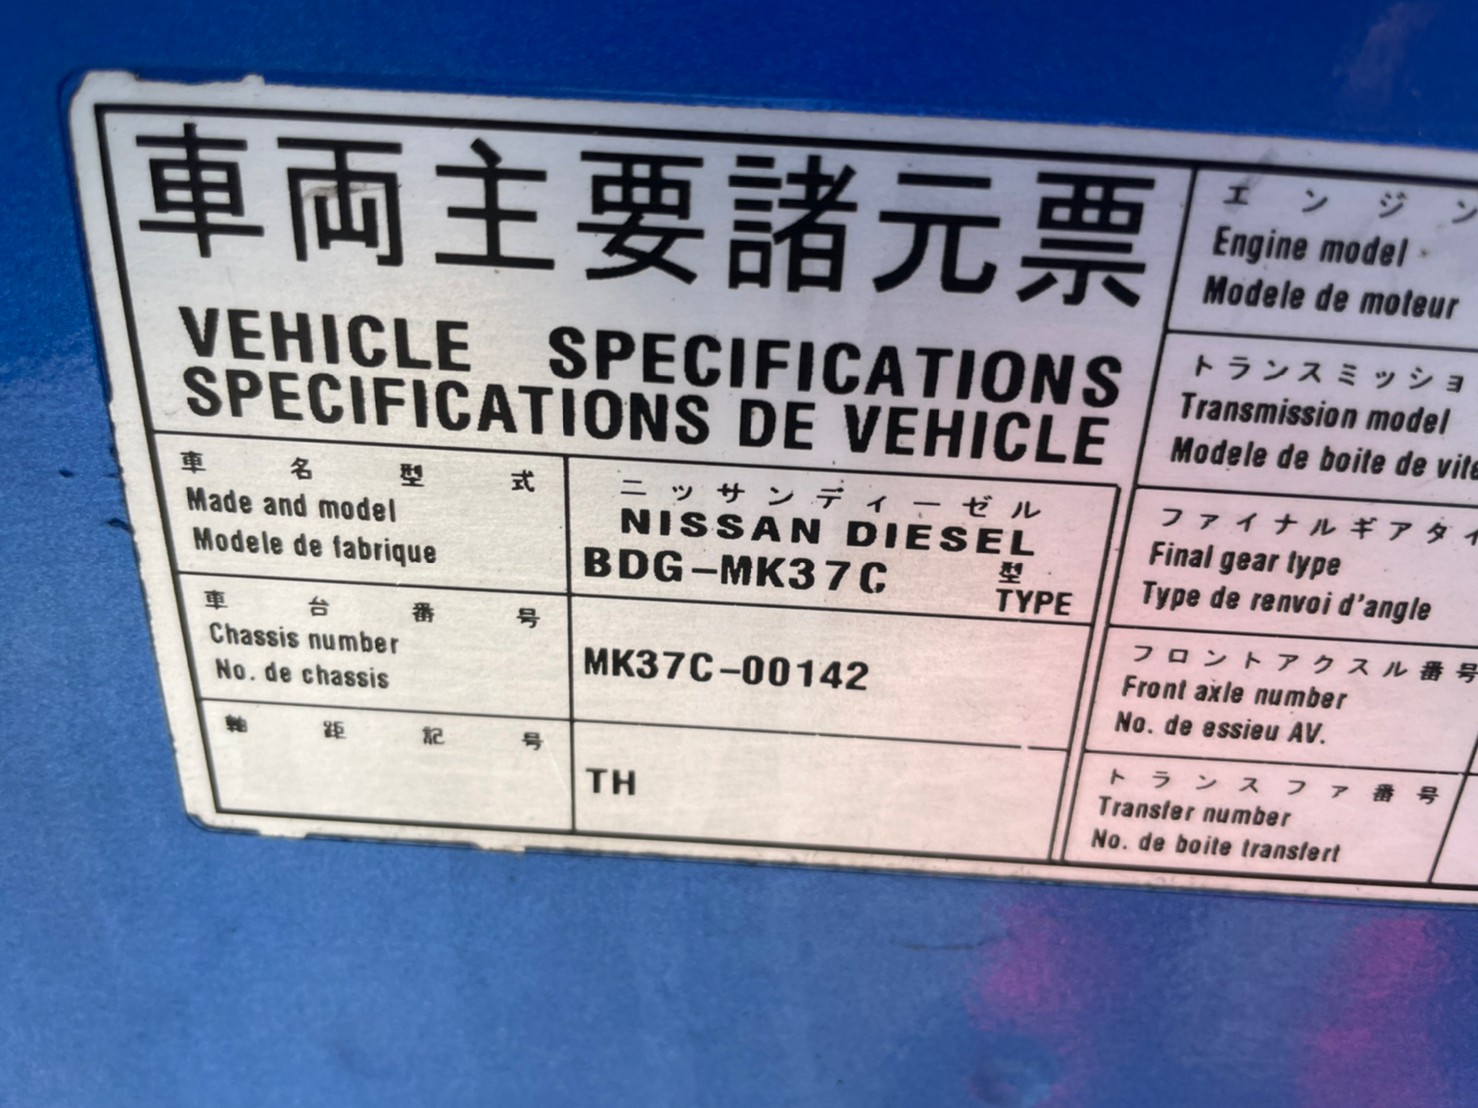 車両主要諸元票
VEHICLE SPECIFICATIONS
SPECIFICATIONS DE VEHICLE
車名型式
Made and model
Modele de fabrique
ニッサンディーゼル
NISSAN DIESEL
BDG-MK37C
型
TYPE
車台番号
Chassis number
No. de chassis
MK37C-00142
軸距記号
TH
エンジン
Engine model
Modele de moteur
トランスミッショ
Transmission model
Modele de boite de vite
ファイナルギアタイ
Final gear type
Type de renvoi d'angle
フロントアクスル番号
Front axle number
No. de essieu AV.
トランスファ番号
Transfer number
No. de boite transfert